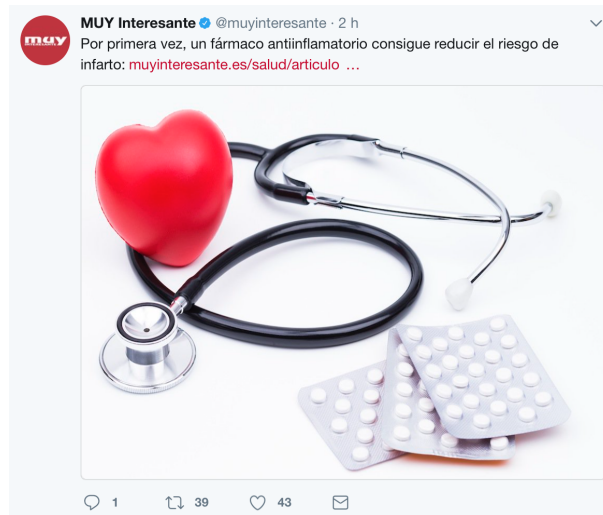 muy
MUY Interesante @muyinteresante · 2 h
Por primera vez, un fármaco antiinflamatorio consigue reducir el riesgo de
infarto: muyinteresante.es/salud/articulo …
1 39 43